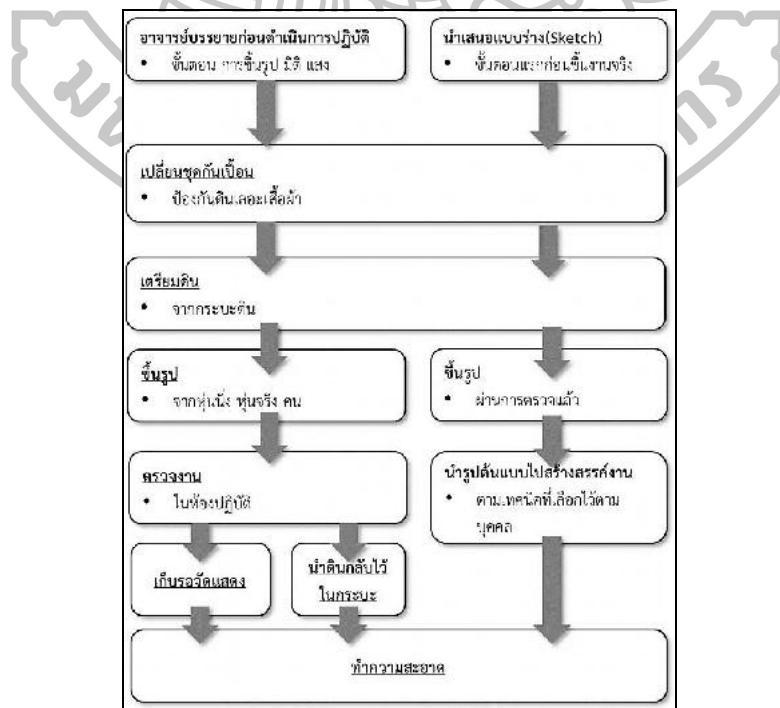 อาจารย์บรรยายก่อนดำเนินการปฏิบัติ
• ขั้นตอน การขึ้นรูป มิติ แสง
นำเสนอแบบร่าง(Sketch)
• ขั้นตอนแรกก่อนขึ้นงานจริง
เปลี่ยนชุดกันเปื้อน
• ป้องกันดินเลอะเสื้อผ้า
เตรียมดิน
• จากกระบะดิน
ขึ้นรูป
• จากหุ่นนิ่ง หุ่นจริง คน
ขึ้นรูป
• ผ่านการตรวจแล้ว
ตรวจงาน
• ในห้องปฏิบัติ
นำรูปต้นแบบไปสร้างสรรค์งาน
• ตามเทคนิคที่เลือกไว้ตาม
บุคคล
เก็บรอจัดแสดง
นำดินกลับไว้
ในกระบะ
ทำความสะอาด